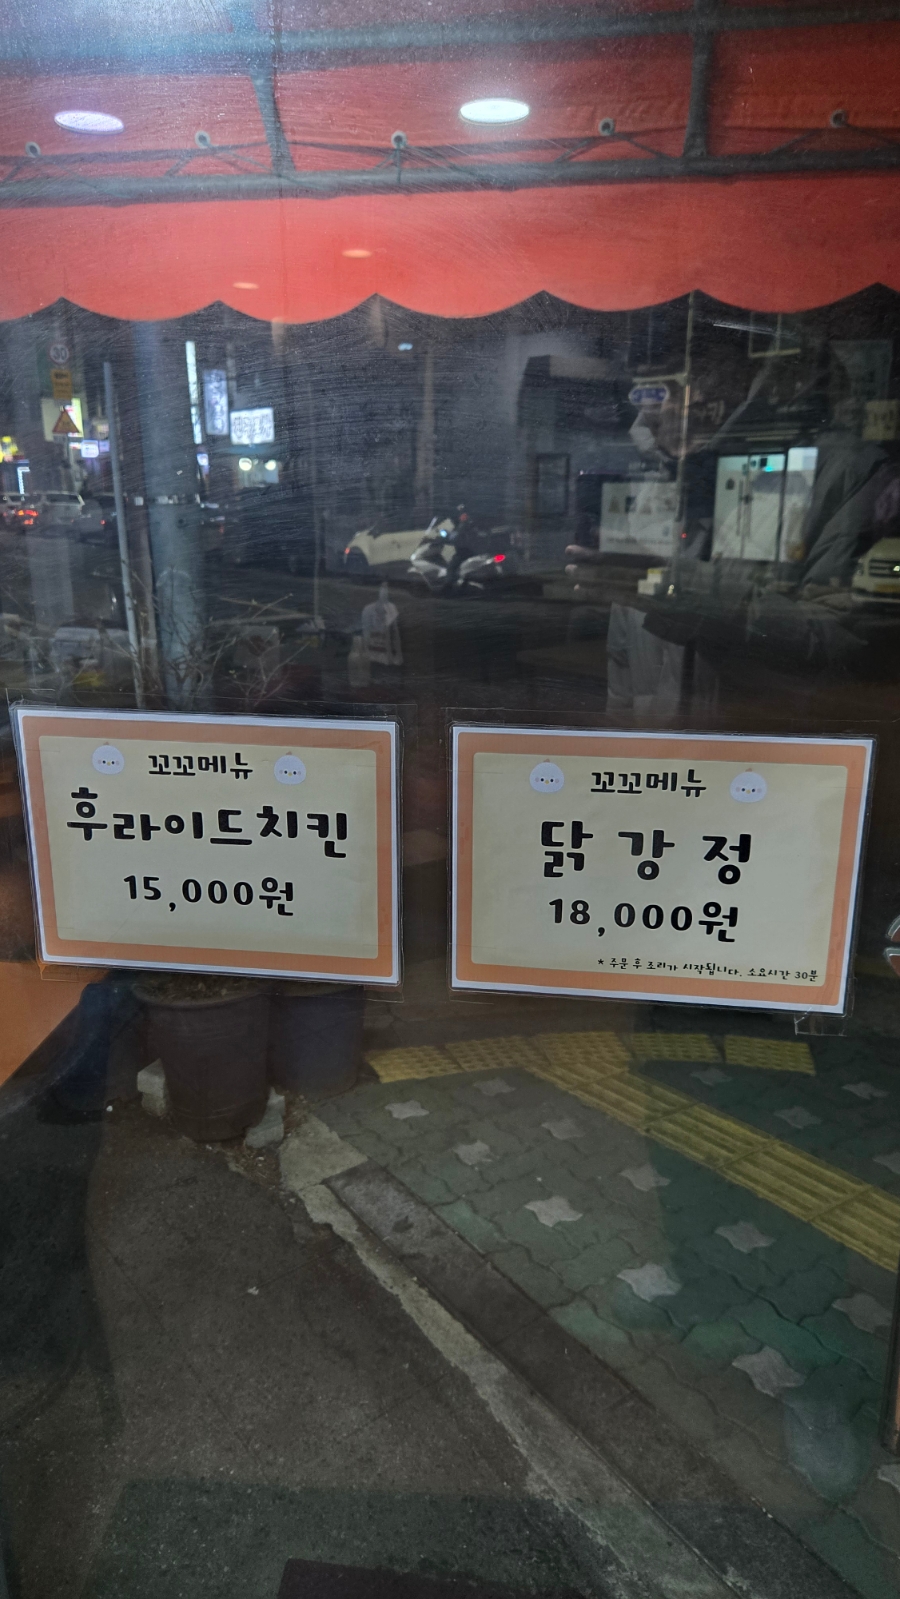 꼬꼬메뉴
후라이드치킨
15,000원
꼬꼬메뉴
닭강정
18,000원
* 주문 후 조리가 시작됩니다. 소요시간 30분